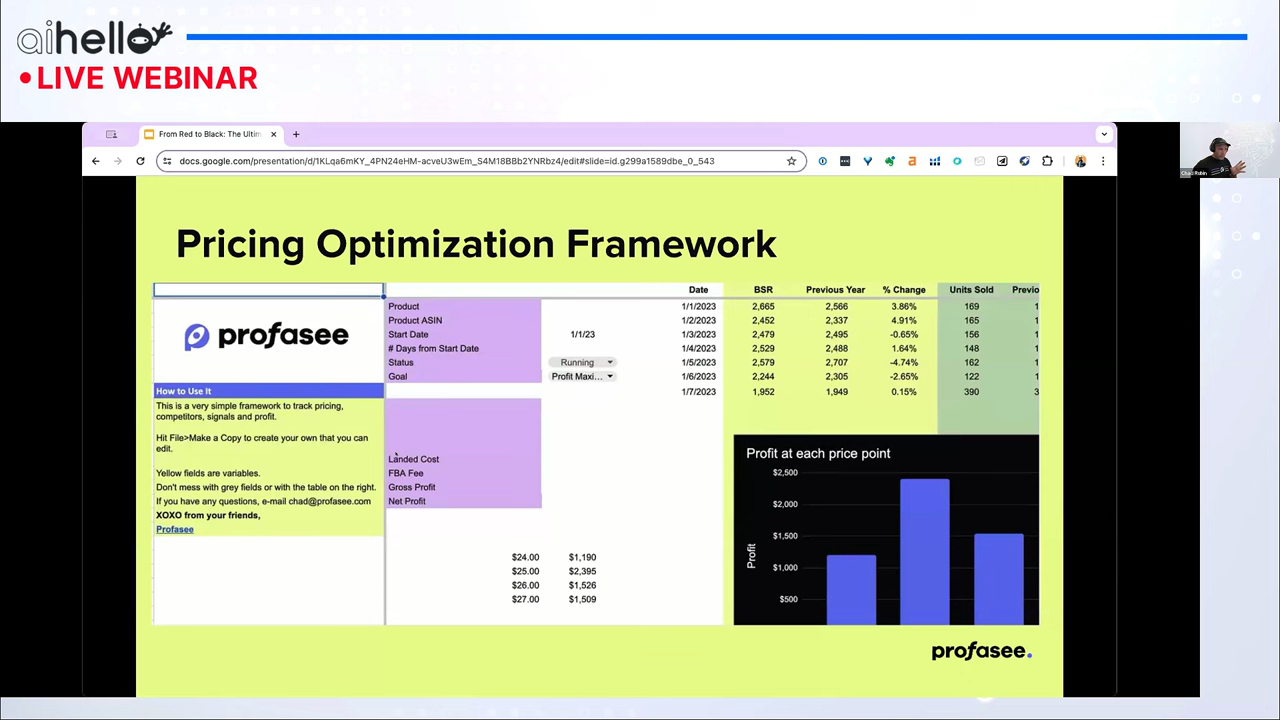 aihello
•LIVE WEBINAR
From Red to Black: The Ultim
docs.google.com/presentation/d/1KLqa6mKY_4PN24eHM-acveU3wEm_S4M18BBb2YNRbz4/edit#slide=id.g299a1589dbe_0_543
Chad Rubin
Pricing Optimization Framework
Date BSR Previous Year % Change Units Sold Previo
profasee
Product 1/1/2023 2,665 2,566 3.86% 169 1
Product ASIN 1/2/2023 2,452 2,337 4.91% 165 1
Start Date 1/1/23 1/3/2023 2,479 2,495 -0.65% 156 1
# Days from Start Date 1/4/2023 2,529 2,488 1.64% 148 1
Status Running 1/5/2023 2,579 2,707 -4.74% 162 1
Goal Profit Maxi... 1/6/2023 2,244 2,305 -2.65% 122 1
1/7/2023 1,952 1,949 0.15% 390 3
How to Use It
This is a very simple framework to track pricing,
competitors, signals and profit.
Hit File>Make a Copy to create your own that you can
edit.
Yellow fields are variables.
Don't mess with grey fields or with the table on the right.
If you have any questions, e-mail chad@profasee.com
XOXO from your friends,
Profasee
Landed Cost
FBA Fee
Gross Profit
Net Profit
$24.00 $1,190
$25.00 $2,395
$26.00 $1,526
$27.00 $1,509
Profit at each price point
$2,500
$2,000
$1,500
$1,000
$500
Profit
profasee.